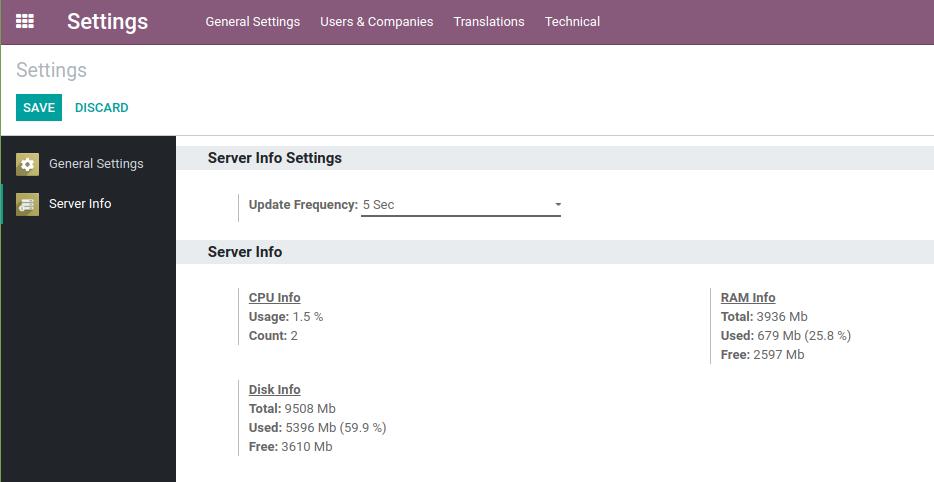 Settings General Settings Users & Companies Translations Technical
Settings
SAVE DISCARD
General Settings
Server Info
Server Info Settings
Update Frequency: 5 Sec
Server Info
CPU Info
Usage: 1.5 %
Count: 2
RAM Info
Total: 3936 Mb
Used: 679 Mb (25.8 %)
Free: 2597 Mb
Disk Info
Total: 9508 Mb
Used: 5396 Mb (59.9 %)
Free: 3610 Mb